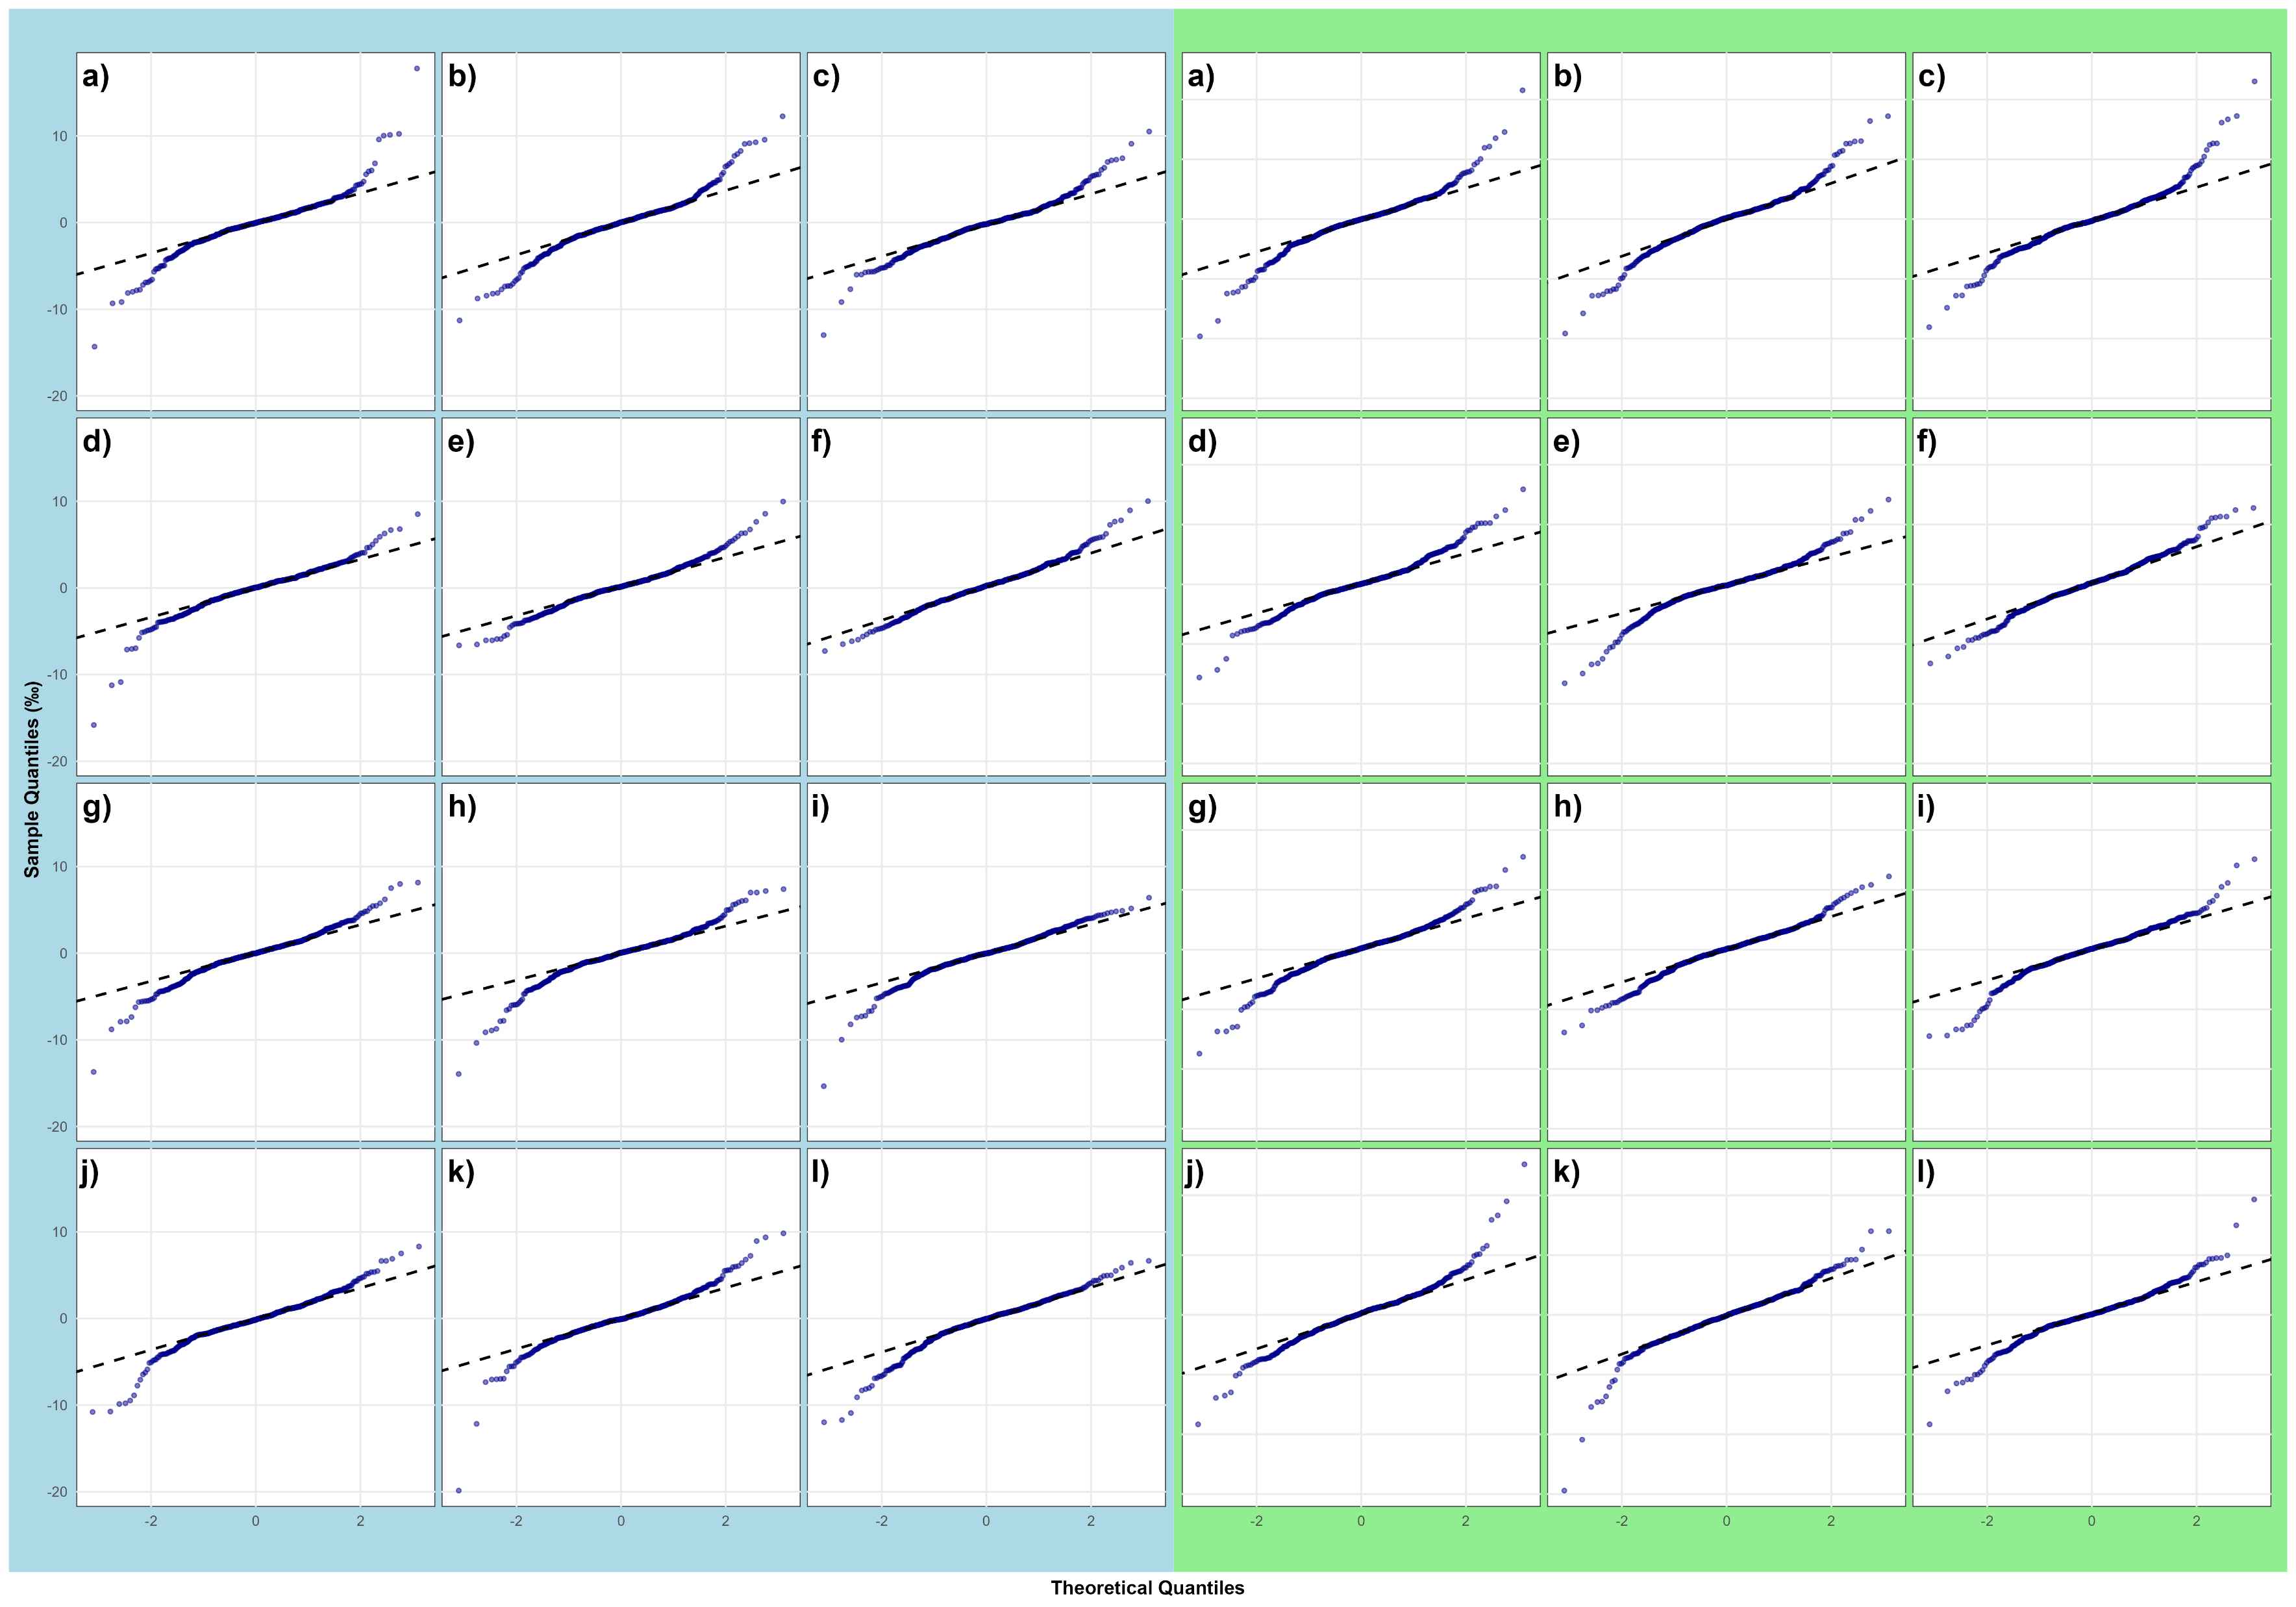 a) b) c) a) b) c)
10
0
-10
-20
d) e) f) d) e) f)
10
0
-10
-20
g) h) i) g) h) i)
10
0
-10
-20
j) k) l) j) k) l)
10
0
-10
-20
Sample Quantiles (‰)
-2 0 2 -2 0 2 -2 0 2 -2 0 2 -2 0 2 -2 0 2
Theoretical Quantiles